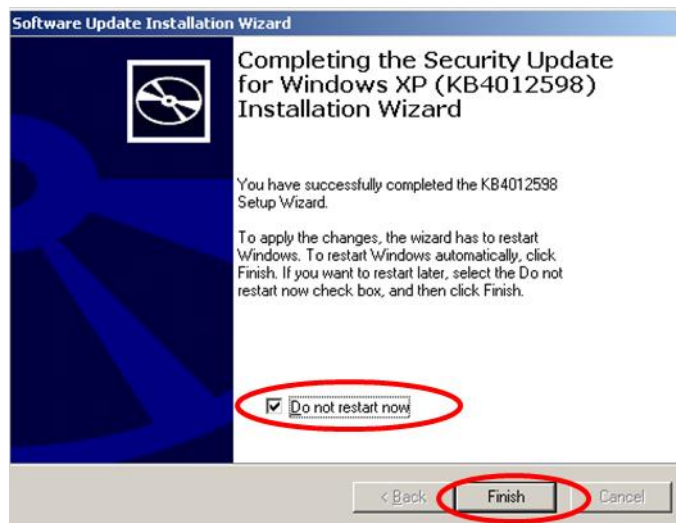 Software Update Installation Wizard
Completing the Security Update
for Windows XP (KB4012598)
Installation Wizard
You have successfully completed the KB4012598
Setup Wizard.
To apply the changes, the wizard has to restart
Windows. To restart Windows automatically, click
Finish. If you want to restart later, select the Do not
restart now check box, and then click Finish.
Do not restart now
< Back
Finish
Cancel